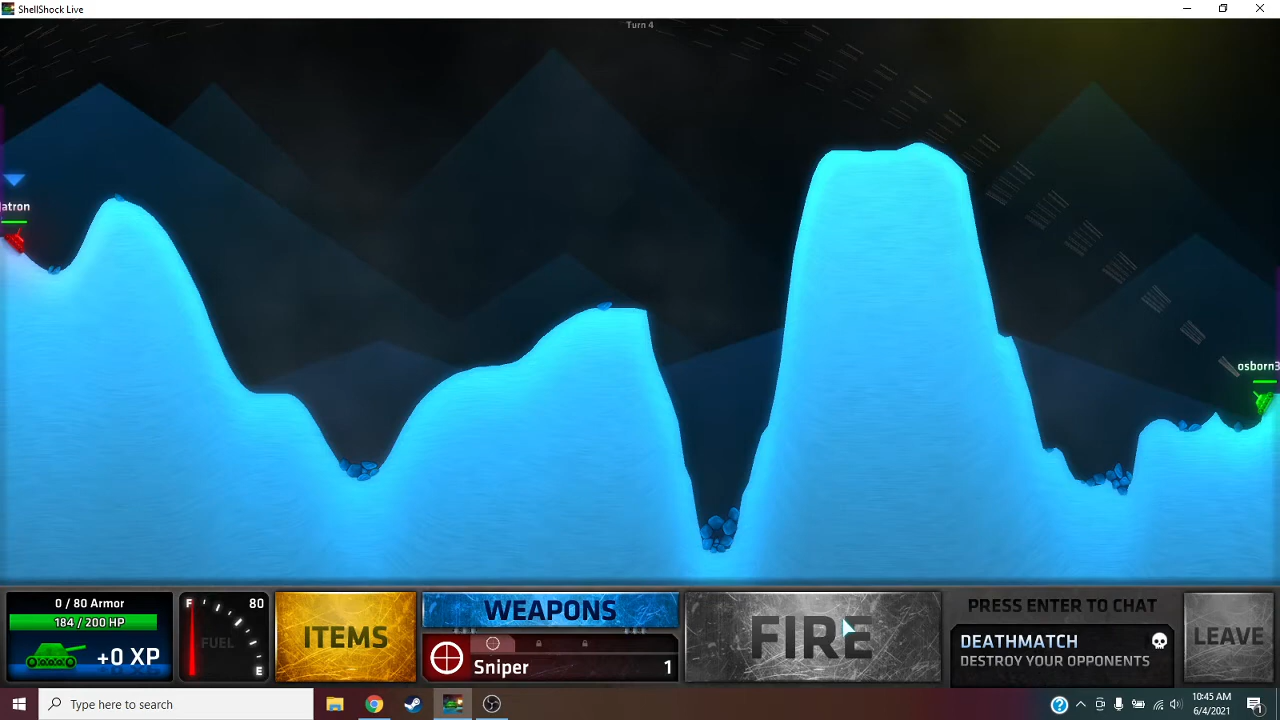 ShellShock Live
Turn 4
atron
osborn3
0 / 80 Armor
184 / 200 HP
+0 XP
F
80
FUEL
E
ITEMS
WEAPONS
Sniper
1
FIRE
PRESS ENTER TO CHAT
DEATHMATCH
DESTROY YOUR OPPONENTS
LEAVE
Type here to search
10:45 AM
6/4/2021
1